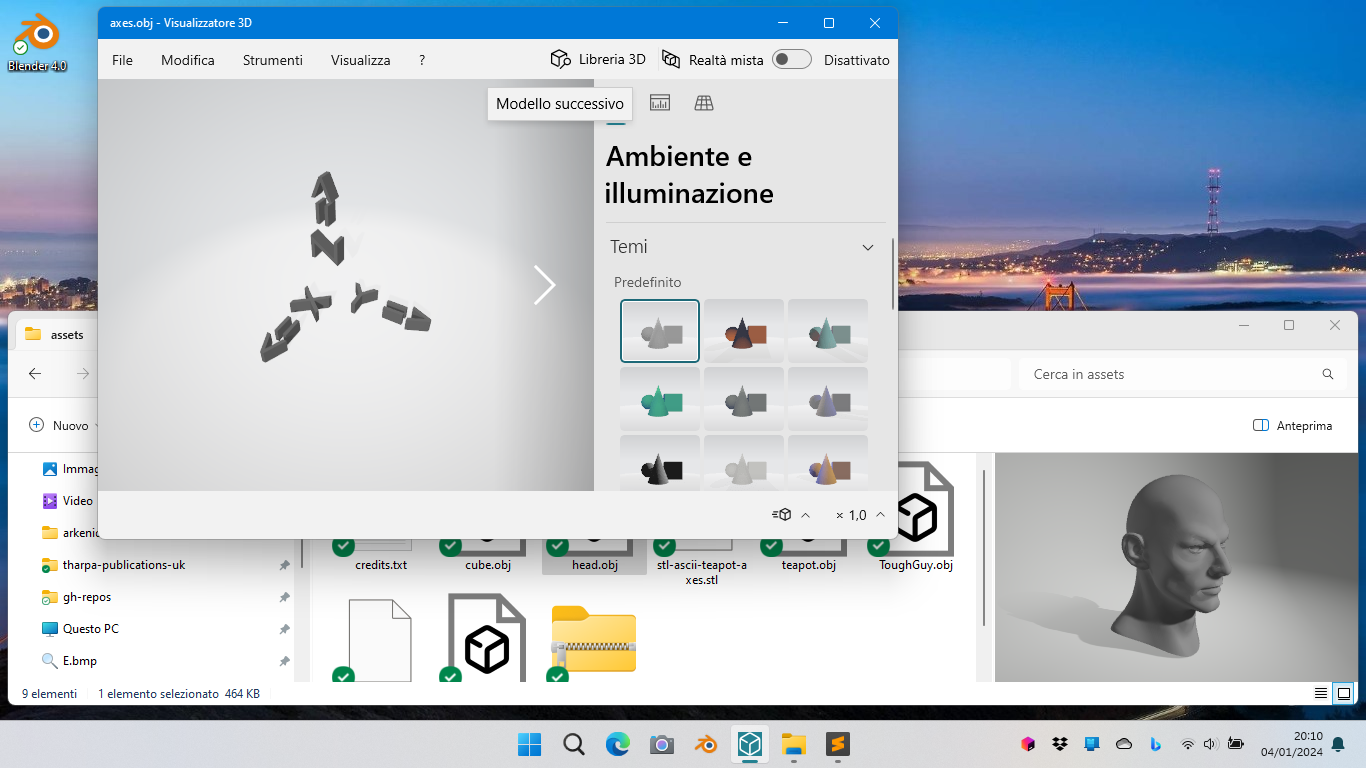 Blender 4.0
axes.obj - Visualizzatore 3D
File Modifica Strumenti Visualizza ? Libreria 3D Realtà mista Disattivato
Modello successivo
Ambiente e
illuminazione
Temi
Predefinito
× 1,0
assets
Cerca in assets
Nuovo
Anteprima
Video
tharpa-publications-uk
gh-repos
Questo PC
E.bmp
credits.txt
cube.obj
head.obj
stl-ascii-teapot-a
xes.stl
teapot.obj
ToughGuy.obj
9 elementi 1 elemento selezionato 464 KB
20:10
04/01/2024